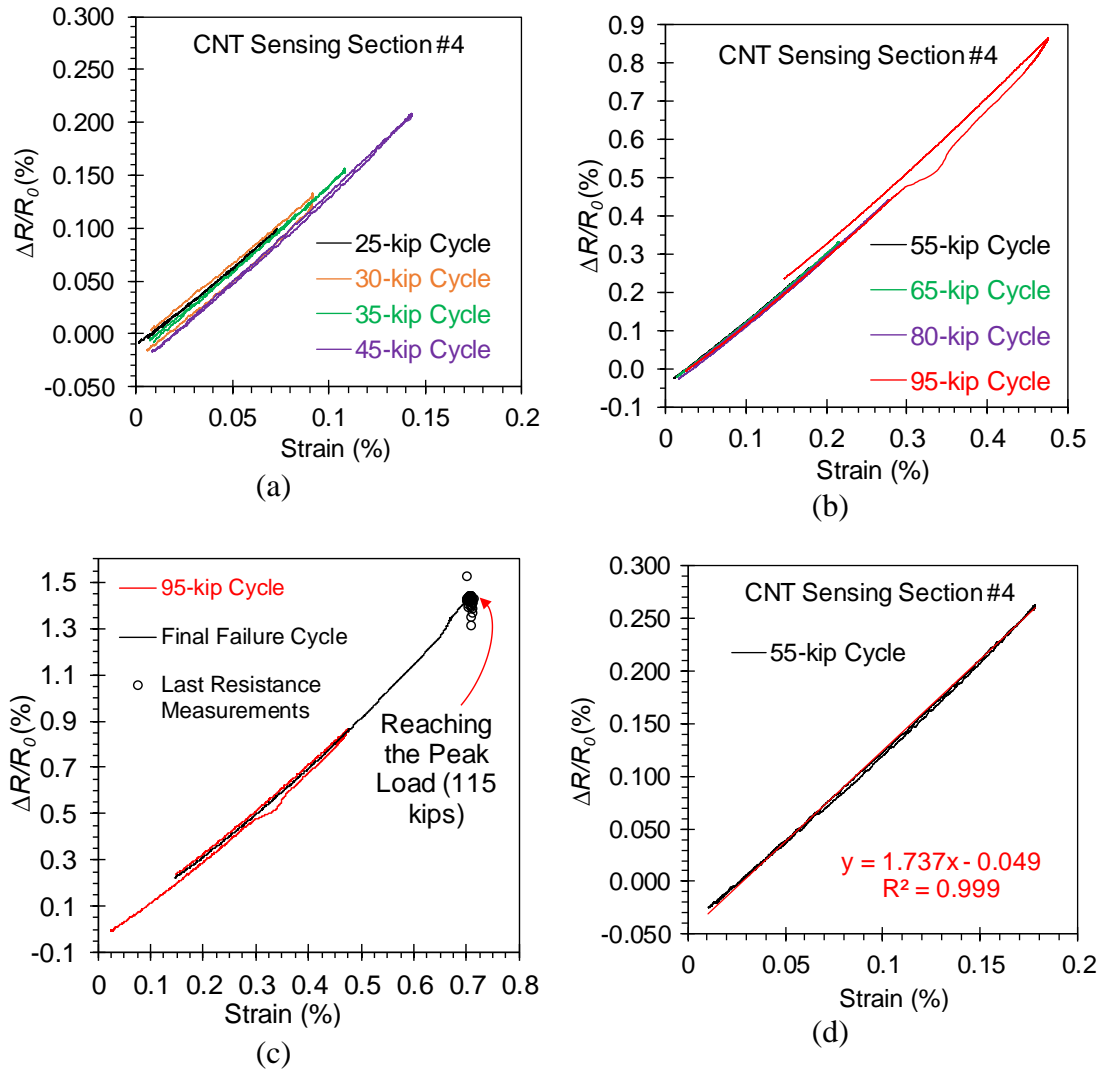 0.300
0.250
0.200
0.150
0.100
0.050
0.000
-0.050
ΔR/R0 (%)
CNT Sensing Section #4
25-kip Cycle
30-kip Cycle
35-kip Cycle
45-kip Cycle
0 0.05 0.1 0.15 0.2
Strain (%)
(a)
0.9
0.8
0.7
0.6
0.5
0.4
0.3
0.2
0.1
0.0
-0.1
ΔR/R0 (%)
CNT Sensing Section #4
55-kip Cycle
65-kip Cycle
80-kip Cycle
95-kip Cycle
0 0.1 0.2 0.3 0.4 0.5
Strain (%)
(b)
1.5
1.3
1.1
0.9
0.7
0.5
0.3
0.1
-0.1
ΔR/R0 (%)
95-kip Cycle
Final Failure Cycle
Last Resistance
Measurements
Reaching
the Peak
Load (115
kips)
0 0.1 0.2 0.3 0.4 0.5 0.6 0.7 0.8
Strain (%)
(c)
0.300
0.250
0.200
0.150
0.100
0.050
0.000
-0.050
ΔR/R0 (%)
CNT Sensing Section #4
55-kip Cycle
y = 1.737x - 0.049
R² = 0.999
0 0.05 0.1 0.15 0.2
Strain (%)
(d)